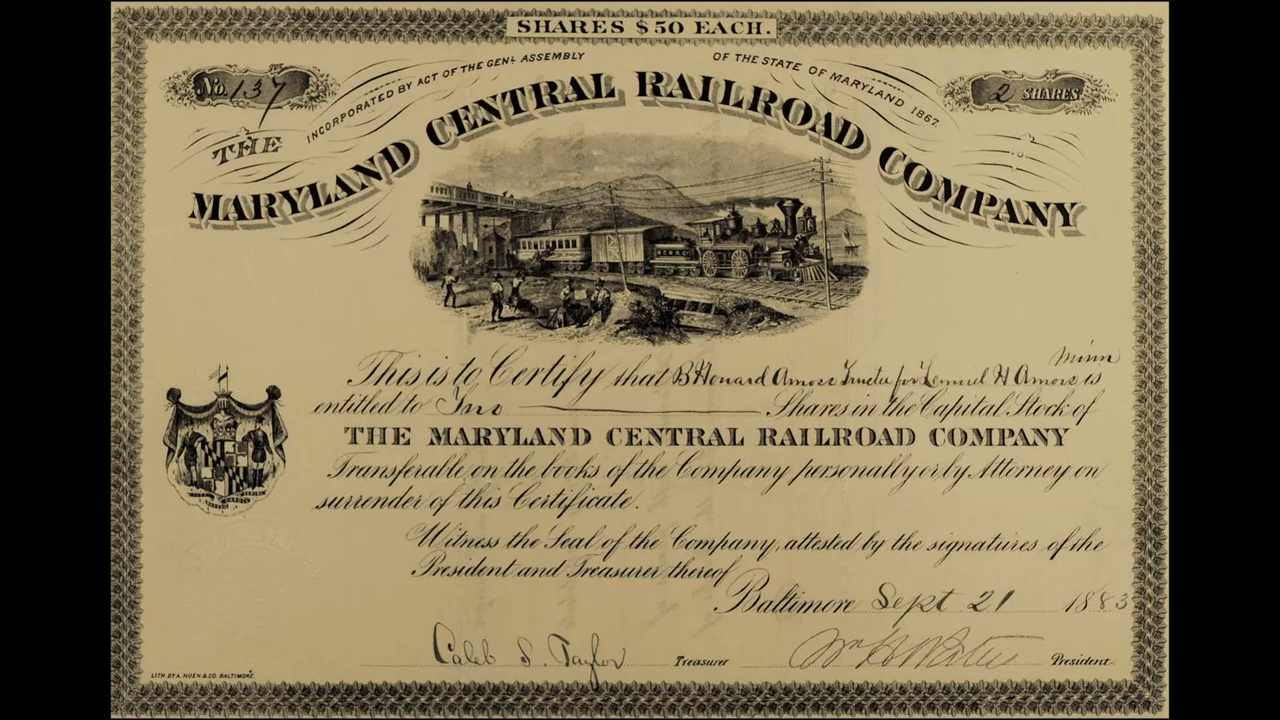 SHARES $50 EACH.
No. 137
INCORPORATED BY ACT OF THE GENL. ASSEMBLY OF THE STATE OF MARYLAND 1867.
2 SHARES
THE
MARYLAND CENTRAL RAILROAD COMPANY
Minn
This is to Certify that B Howard Amoss Trustee for Lemuel H Amoss is
entitled to Two Shares in the Capital Stock of
THE MARYLAND CENTRAL RAILROAD COMPANY
Transferable on the books of the Company personally or by Attorney on
surrender of this Certificate.
Witness the Seal of the Company, attested by the signatures of the
President and Treasurer thereof
Baltimore Sept 21 1883
Caleb S. Taylor Treasurer Wm President.
LITH. BY A. HOEN & CO. BALTIMORE.